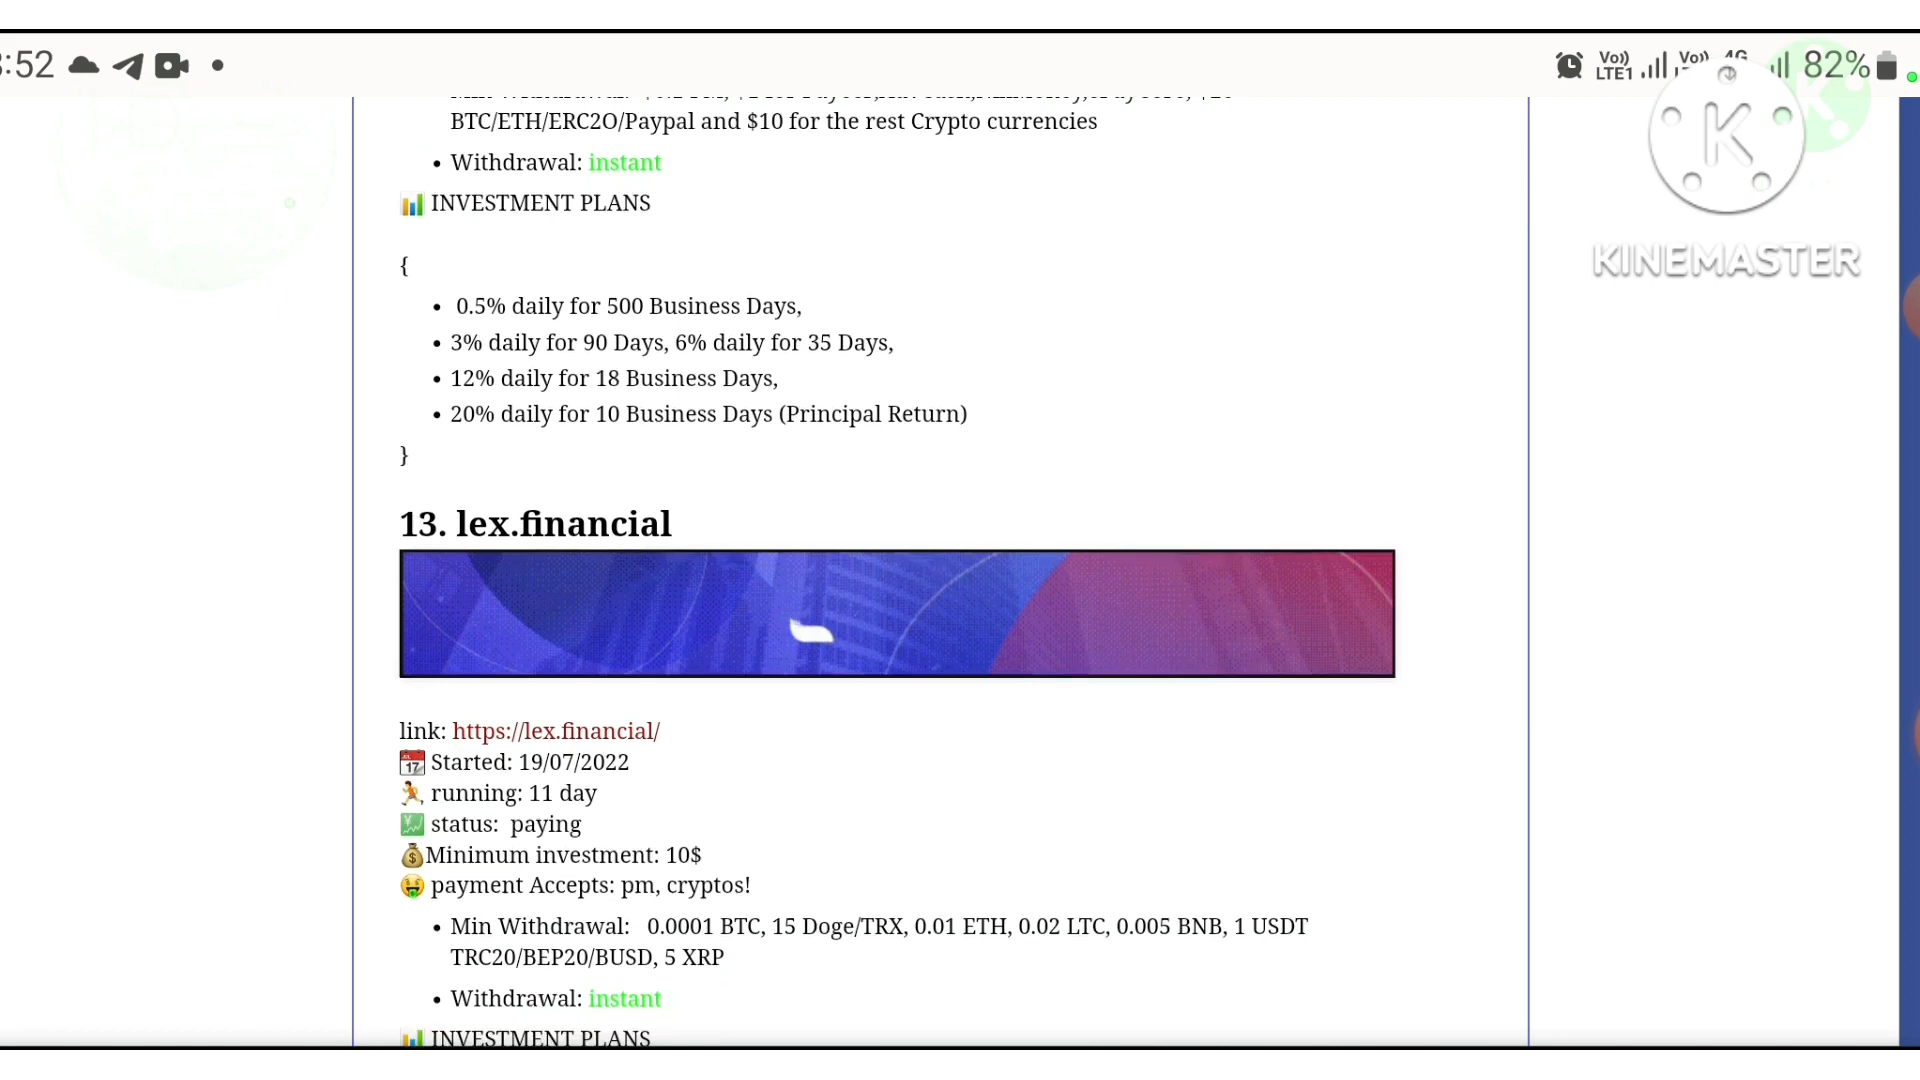 :52
Vo)) LTE1
Vo))
4G
82%
KINEMASTER
BTC/ETH/ERC2O/Paypal and $10 for the rest Crypto currencies
• Withdrawal: instant
INVESTMENT PLANS
{
• 0.5% daily for 500 Business Days,
• 3% daily for 90 Days, 6% daily for 35 Days,
• 12% daily for 18 Business Days,
• 20% daily for 10 Business Days (Principal Return)
}
13. lex.financial
link: https://lex.financial/
Started: 19/07/2022
running: 11 day
status: paying
Minimum investment: 10$
payment Accepts: pm, cryptos!
• Min Withdrawal: 0.0001 BTC, 15 Doge/TRX, 0.01 ETH, 0.02 LTC, 0.005 BNB, 1 USDT
TRC20/BEP20/BUSD, 5 XRP
• Withdrawal: instant
INVESTMENT PLANS